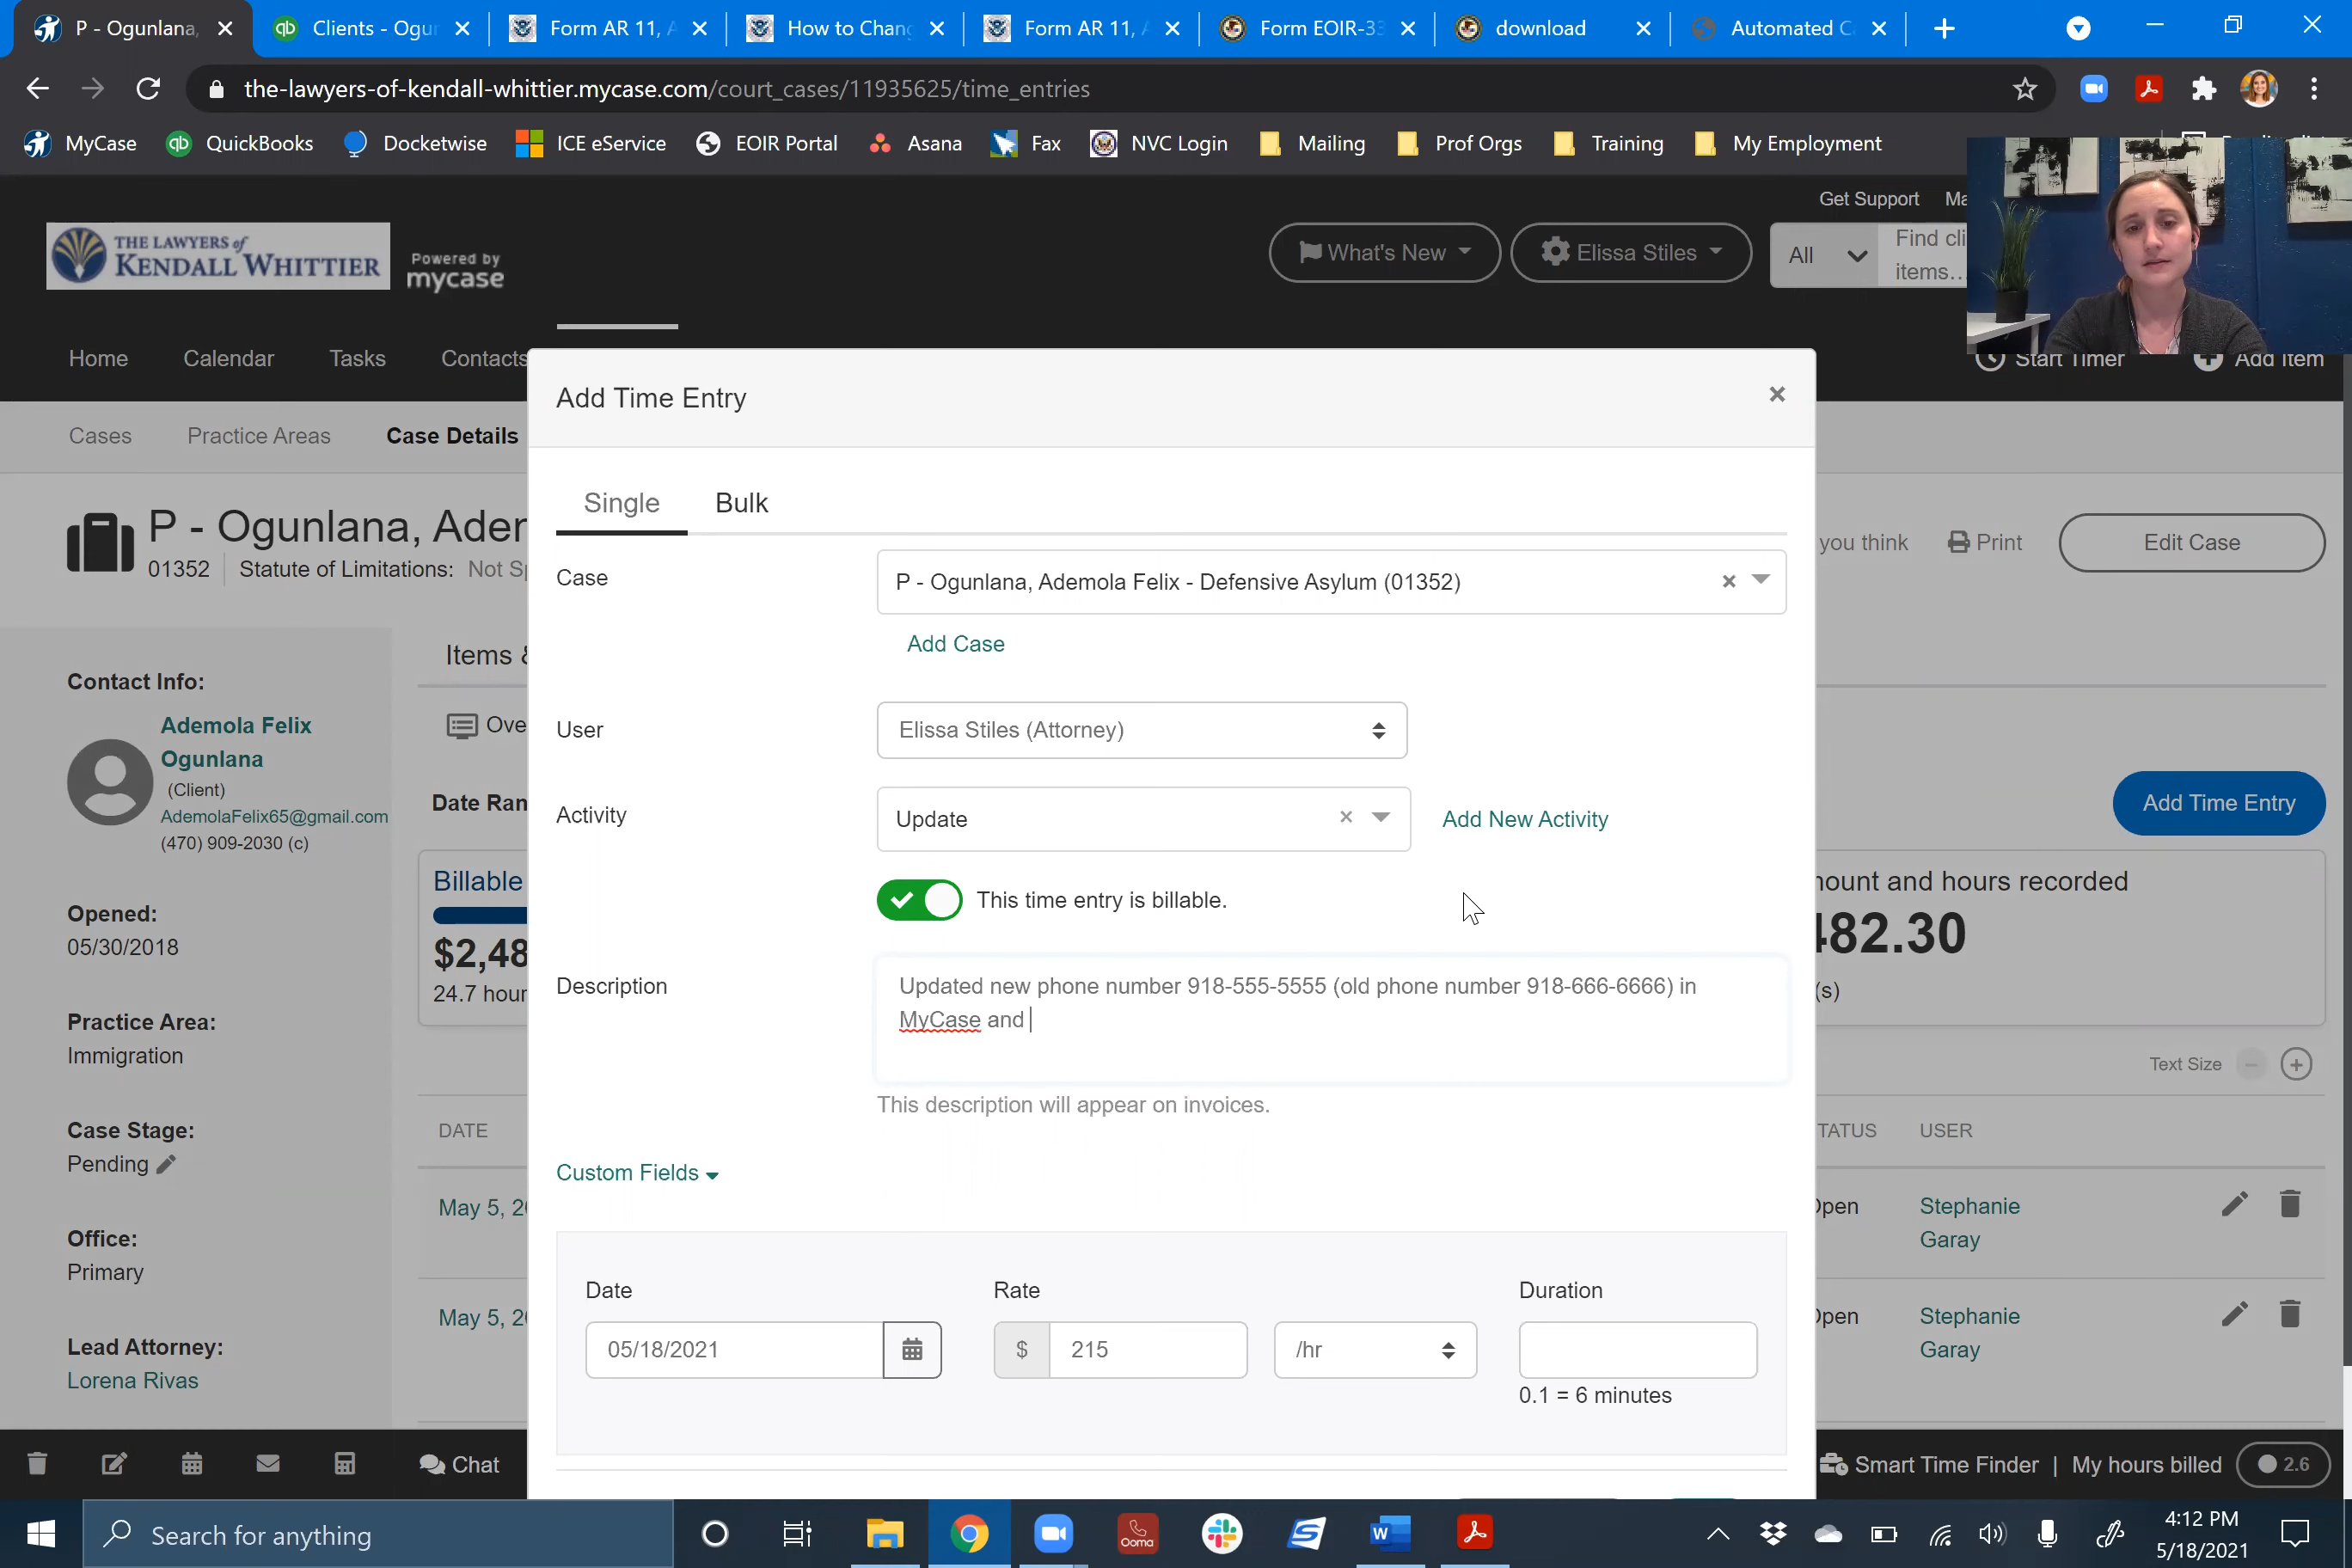 P - Ogunlana,
Clients - Ogun
Form AR 11, A
How to Chang
Form AR 11, A
Form EOIR-33
download
Automated C
the-lawyers-of-kendall-whittier.mycase.com/court_cases/11935625/time_entries
MyCase
QuickBooks
Docketwise
ICE eService
EOIR Portal
Asana
Fax
NVC Login
Mailing
Prof Orgs
Training
My Employment
Get Support
Ma
THE LAWYERS of
KENDALL WHITTIER
Powered by
mycase
What's New
Elissa Stiles
All
Find cli
items...
Home
Calendar
Tasks
Contacts
Start Timer
Add Item
Add Time Entry
Cases
Practice Areas
Case Details
Single
Bulk
P - Ogunlana, Ader
01352
Statute of Limitations: Not Sp
you think
Print
Edit Case
Case
P - Ogunlana, Ademola Felix - Defensive Asylum (01352)
Add Case
Contact Info:
Ademola Felix
Ogunlana
(Client)
AdemolaFelix65@gmail.com
(470) 909-2030 (c)
Items &
Ove
Date Ran
User
Elissa Stiles (Attorney)
Activity
Update
Add New Activity
Add Time Entry
This time entry is billable.
Billable
$2,48
24.7 hour
ount and hours recorded
482.30
(s)
Opened:
05/30/2018
Description
Updated new phone number 918-555-5555 (old phone number 918-666-6666) in
MyCase and
This description will appear on invoices.
Practice Area:
Immigration
Text Size
Case Stage:
Pending
DATE
TATUS
USER
Custom Fields
May 5, 2
Open
Stephanie
Garay
Office:
Primary
Date
Rate
Duration
05/18/2021
$
215
/hr
0.1 = 6 minutes
May 5, 2
Open
Stephanie
Garay
Lead Attorney:
Lorena Rivas
Chat
Smart Time Finder
|
My hours billed
2.6
Search for anything
Ooma
4:12 PM
5/18/2021